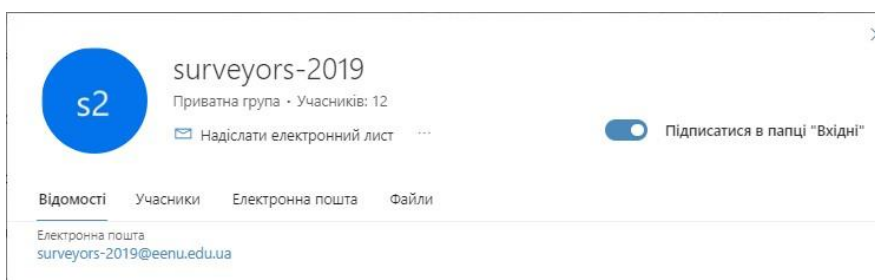 surveyors-2019
s2
Приватна група • Учасників: 12
Надіслати електронний лист ...
Підписатися в папці "Вхідні"
Відомості Учасники Електронна пошта Файли
Електронна пошта
surveyors-2019@eenu.edu.ua